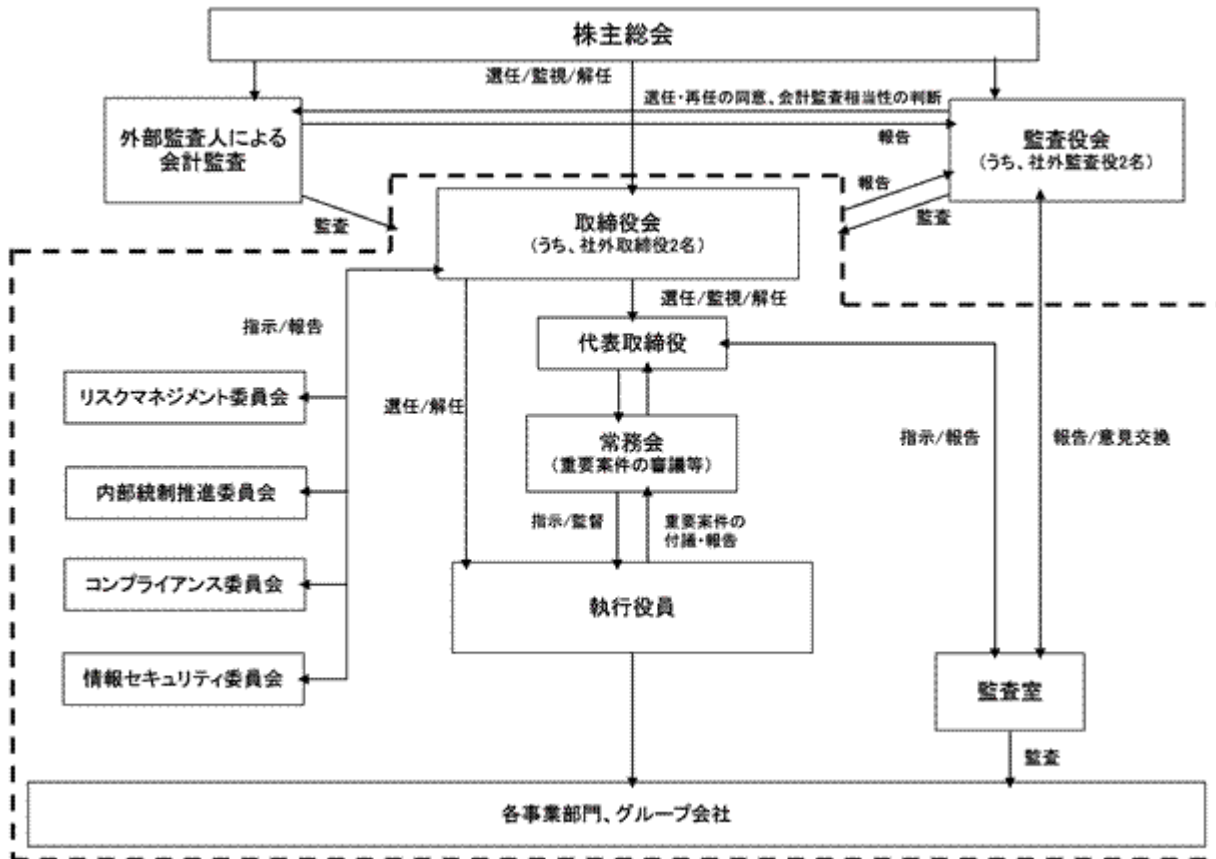 株主総会
選任/監視/解任
選任・再任の同意、会計監査相当性の判断
外部監査人による
会計監査
報告
監査役会
(うち、社外監査役2名)
報告
監査
監査
取締役会
(うち、社外取締役2名)
選任/監視/解任
指示/報告
代表取締役
リスクマネジメント委員会
選任/解任
常務会
(重要案件の審議等)
指示/報告
報告/意見交換
内部統制推進委員会
指示/監督
重要案件の
付議・報告
コンプライアンス委員会
執行役員
情報セキュリティ委員会
監査室
監査
各事業部門、グループ会社